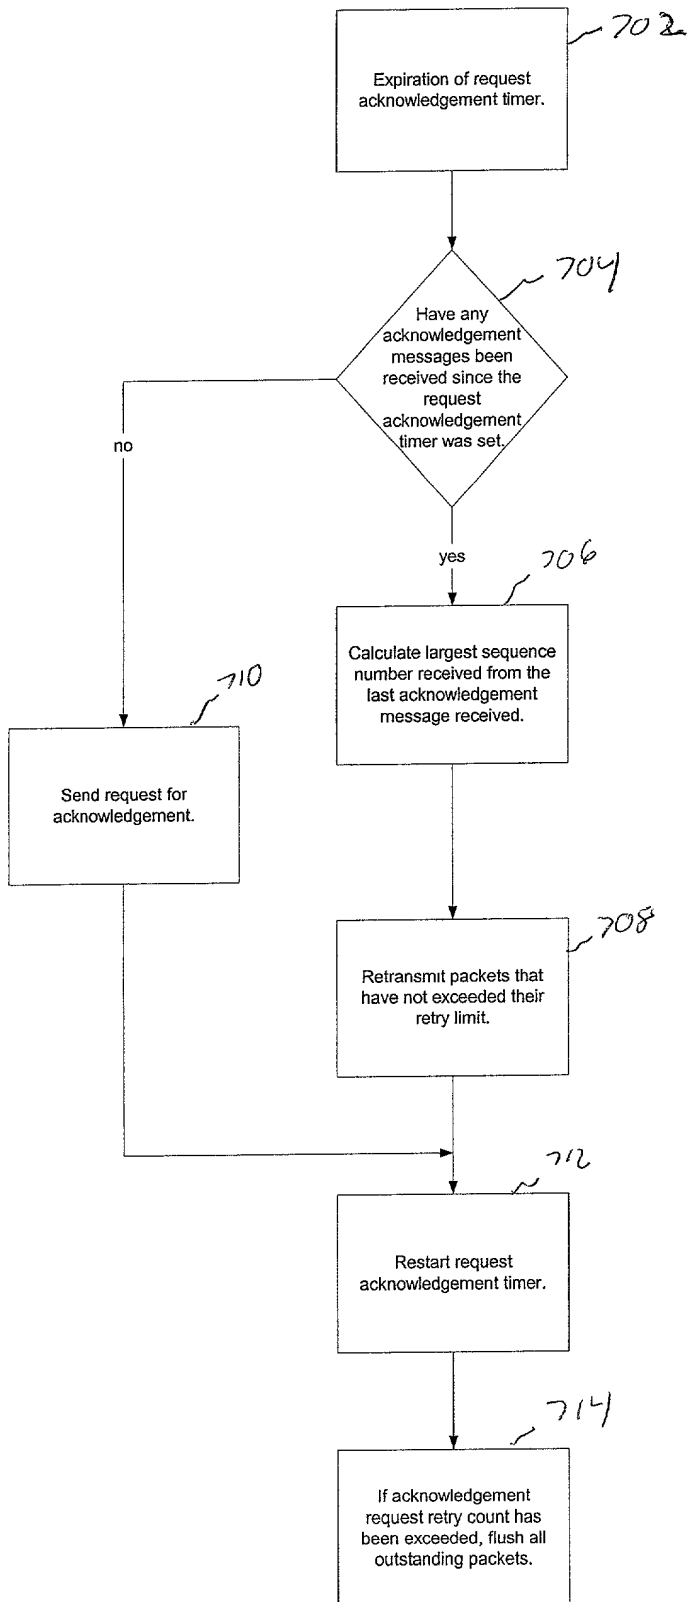 702
Expiration of request
acknowledgement timer.
704
Have any
acknowledgement
messages been
received since the
request
acknowledgement
timer was set.
no
yes
706
Calculate largest sequence
number received from the
last acknowledgement
message received.
710
Send request for
acknowledgement.
708
Retransmit packets that
have not exceeded their
retry limit.
712
Restart request
acknowledgement timer.
714
If acknowledgement
request retry count has
been exceeded, flush all
outstanding packets.